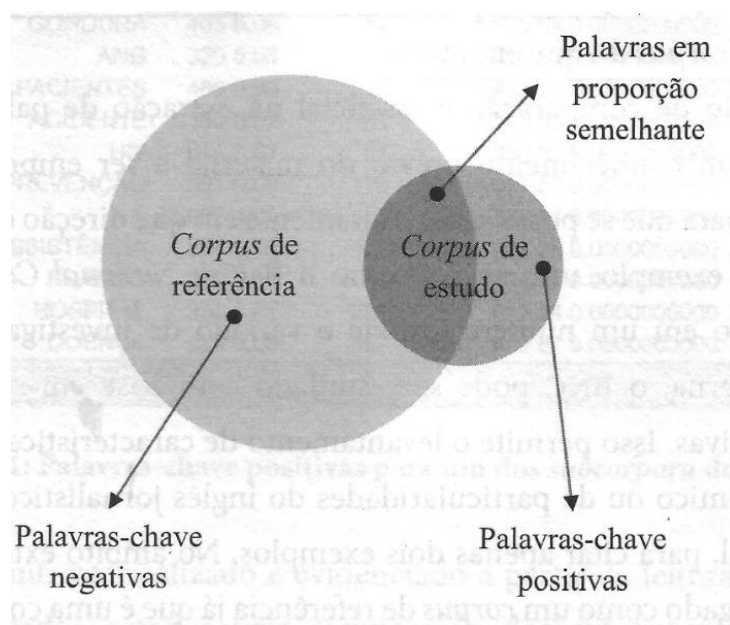 Palavras em
proporção
semelhante
Corpus de
referência
Corpus de
estudo
Palavras-chave
negativas
Palavras-chave
positivas